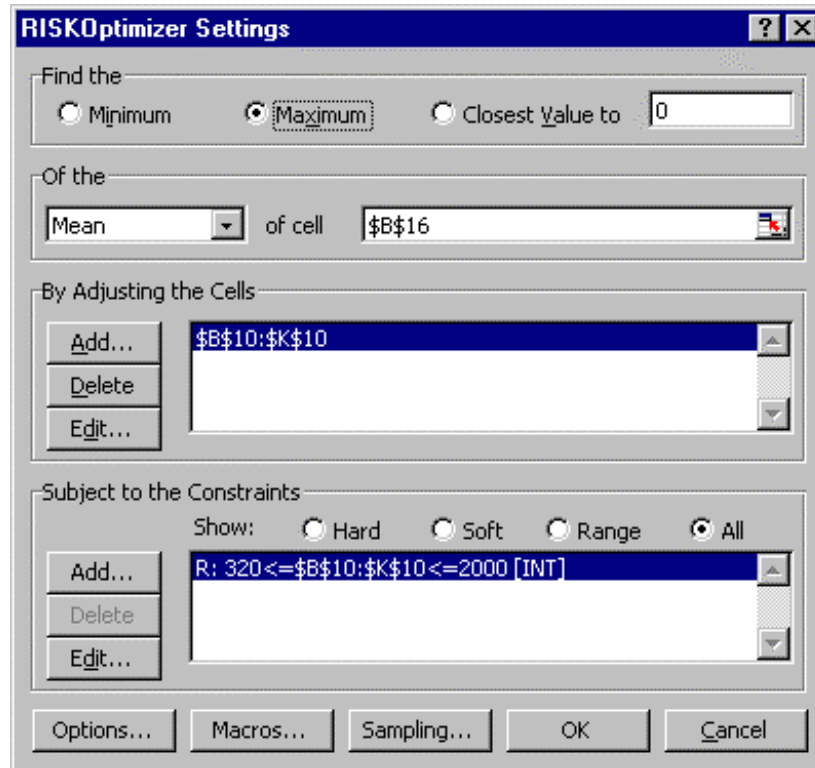 RISKOptimizer Settings
Find the
Minimum Maximum Closest Value to 0
Of the
Mean of cell $B$16
By Adjusting the Cells
Add... $B$10:$K$10
Delete
Edit...
Subject to the Constraints
Show: Hard Soft Range All
Add... R: 320<=$B$10:$K$10<=2000 [INT]
Delete
Edit...
Options... Macros... Sampling... OK Cancel